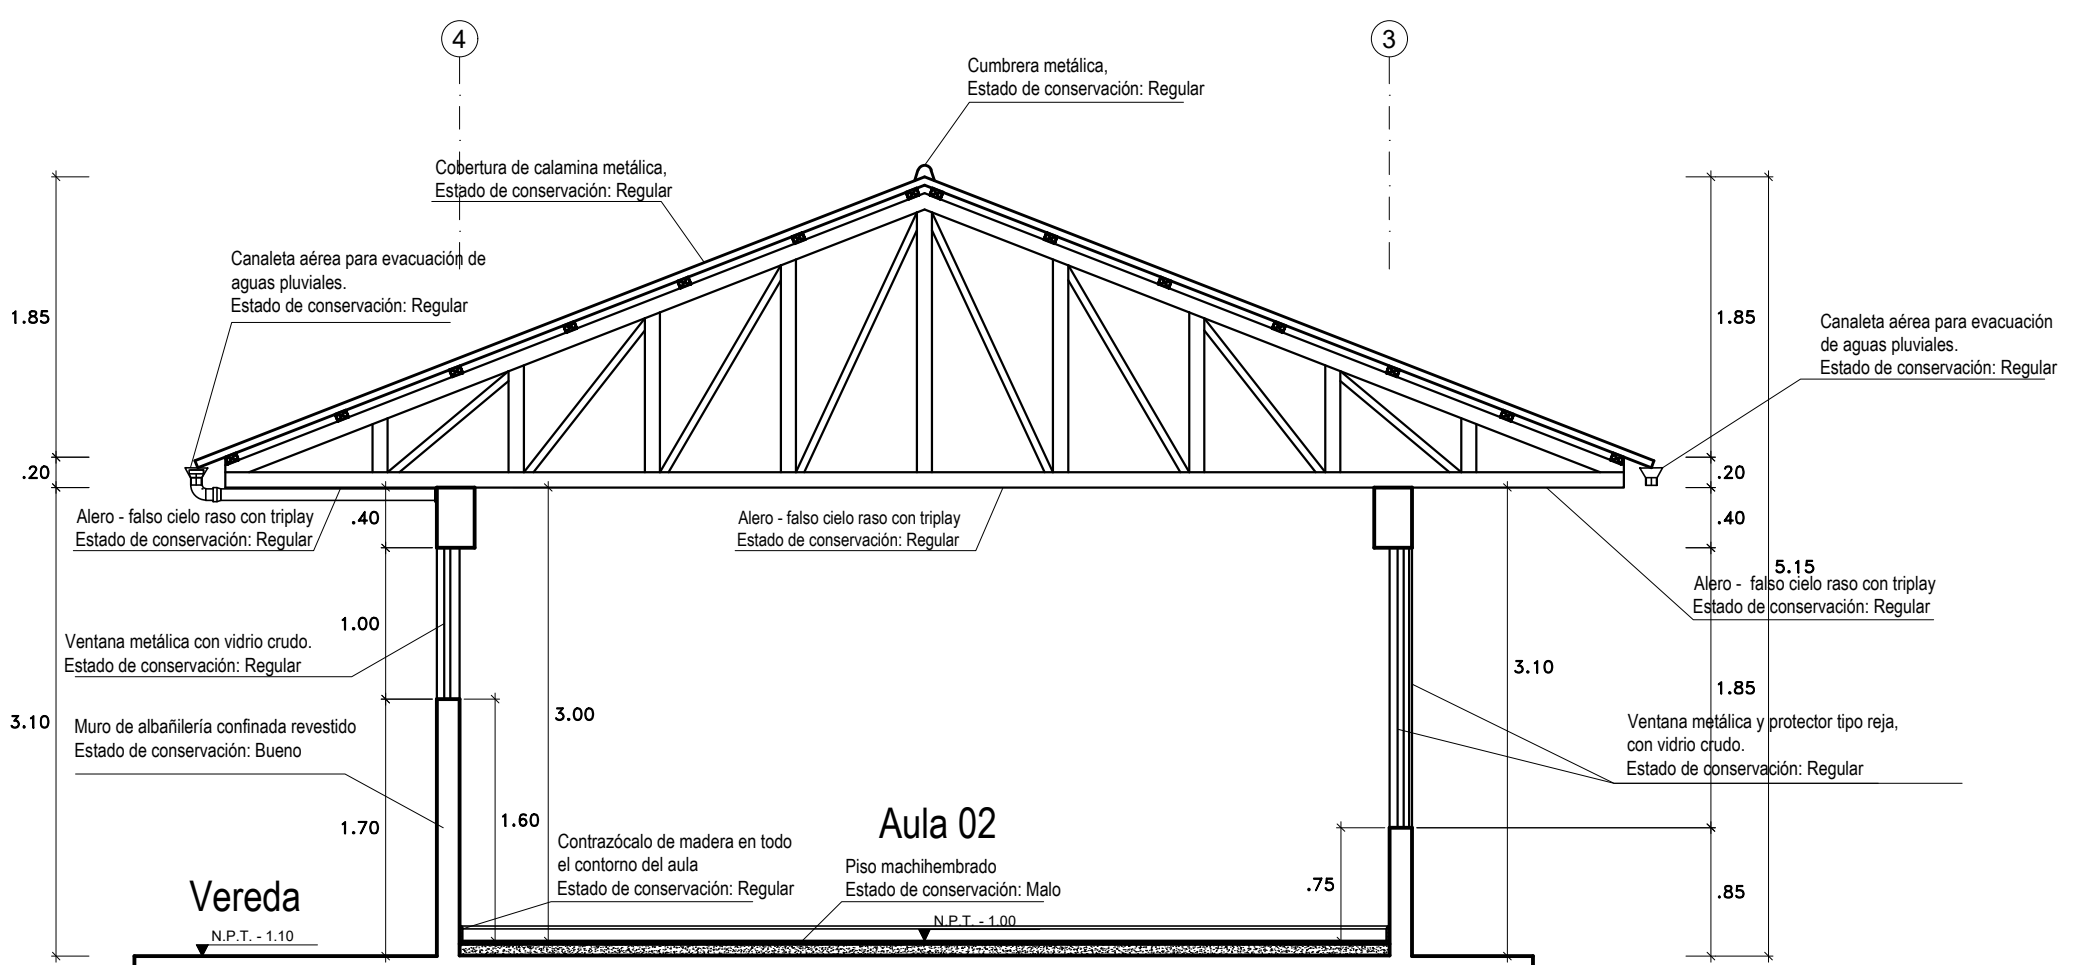 4
3
Cumbrera metálica,
Estado de conservación: Regular
Cobertura de calamina metálica,
Estado de conservación: Regular
Canaleta aérea para evacuación de
aguas pluviales.
Estado de conservación: Regular
1.85
1.85
Canaleta aérea para evacuación
de aguas pluviales.
Estado de conservación: Regular
.20
.20
Alero - falso cielo raso con triplay
Estado de conservación: Regular
.40
Alero - falso cielo raso con triplay
Estado de conservación: Regular
.40
5.15
Alero - falso cielo raso con triplay
Estado de conservación: Regular
1.00
Ventana metálica con vidrio crudo.
Estado de conservación: Regular
3.10
1.85
3.10
Muro de albañilería confinada revestido
Estado de conservación: Bueno
3.00
Ventana metálica y protector tipo reja,
con vidrio crudo.
Estado de conservación: Regular
1.70
1.60
Aula 02
Contrazócalo de madera en todo
el contorno del aula
Estado de conservación: Regular
Piso machihembrado
Estado de conservación: Malo
.75
.85
Vereda
N.P.T. - 1.10
N.P.T. - 1.00